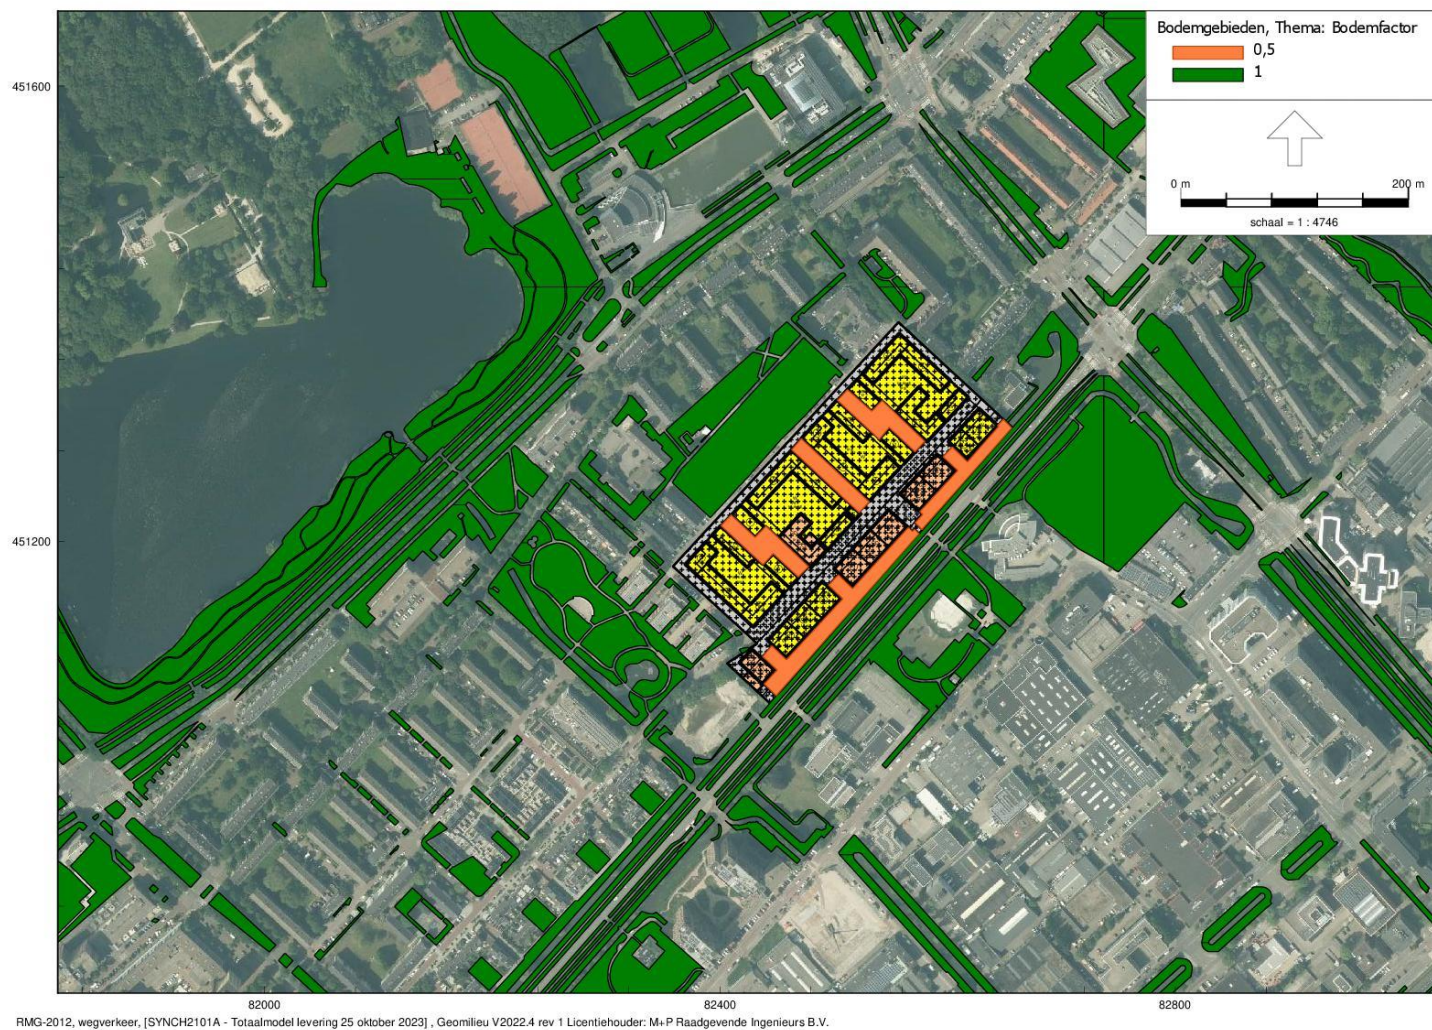 Bodemgebieden, Thema: Bodemfactor
0,5
1
0 m 200 m
schaal = 1 : 4746
451600
451200
82000 82400 82800
RMG-2012, wegverkeer, [SYNCH2101A - Totaalmodel levering 25 oktober 2023] , Geomilieu V2022.4 rev 1 Licentiehouder: M+P Raadgevende Ingenieurs B.V.